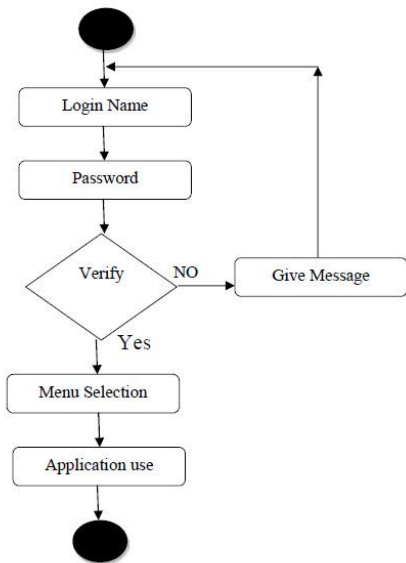 Login Name
Password
Verify
NO
Give Message
Yes
Menu Selection
Application use